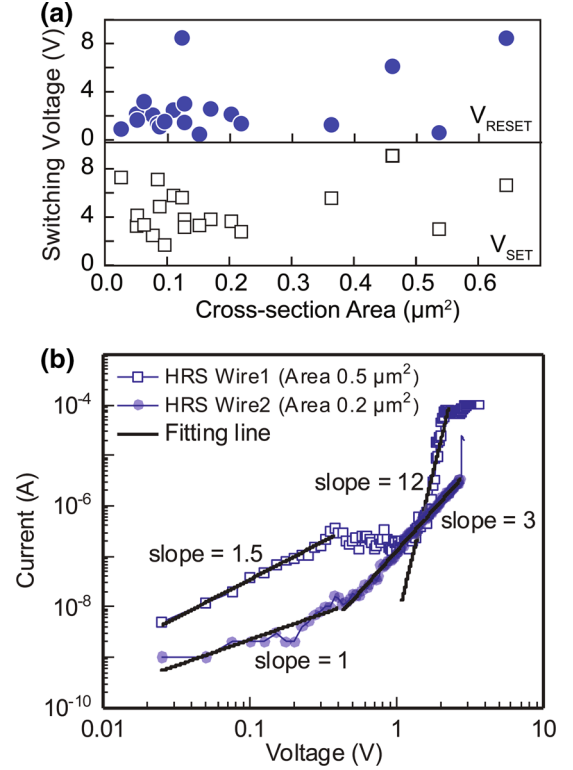 (a)
Switching Voltage (V)
8
4
0
V_RESET
8
4
0
V_SET
0.0 0.1 0.2 0.3 0.4 0.5 0.6
Cross-section Area (μm²)
(b)
HRS Wire1 (Area 0.5 μm²)
HRS Wire2 (Area 0.2 μm²)
Fitting line
Current (A)
10⁻⁴
10⁻⁶
10⁻⁸
10⁻¹⁰
slope = 12
slope = 3
slope = 1.5
slope = 1
0.01 0.1 1 10
Voltage (V)